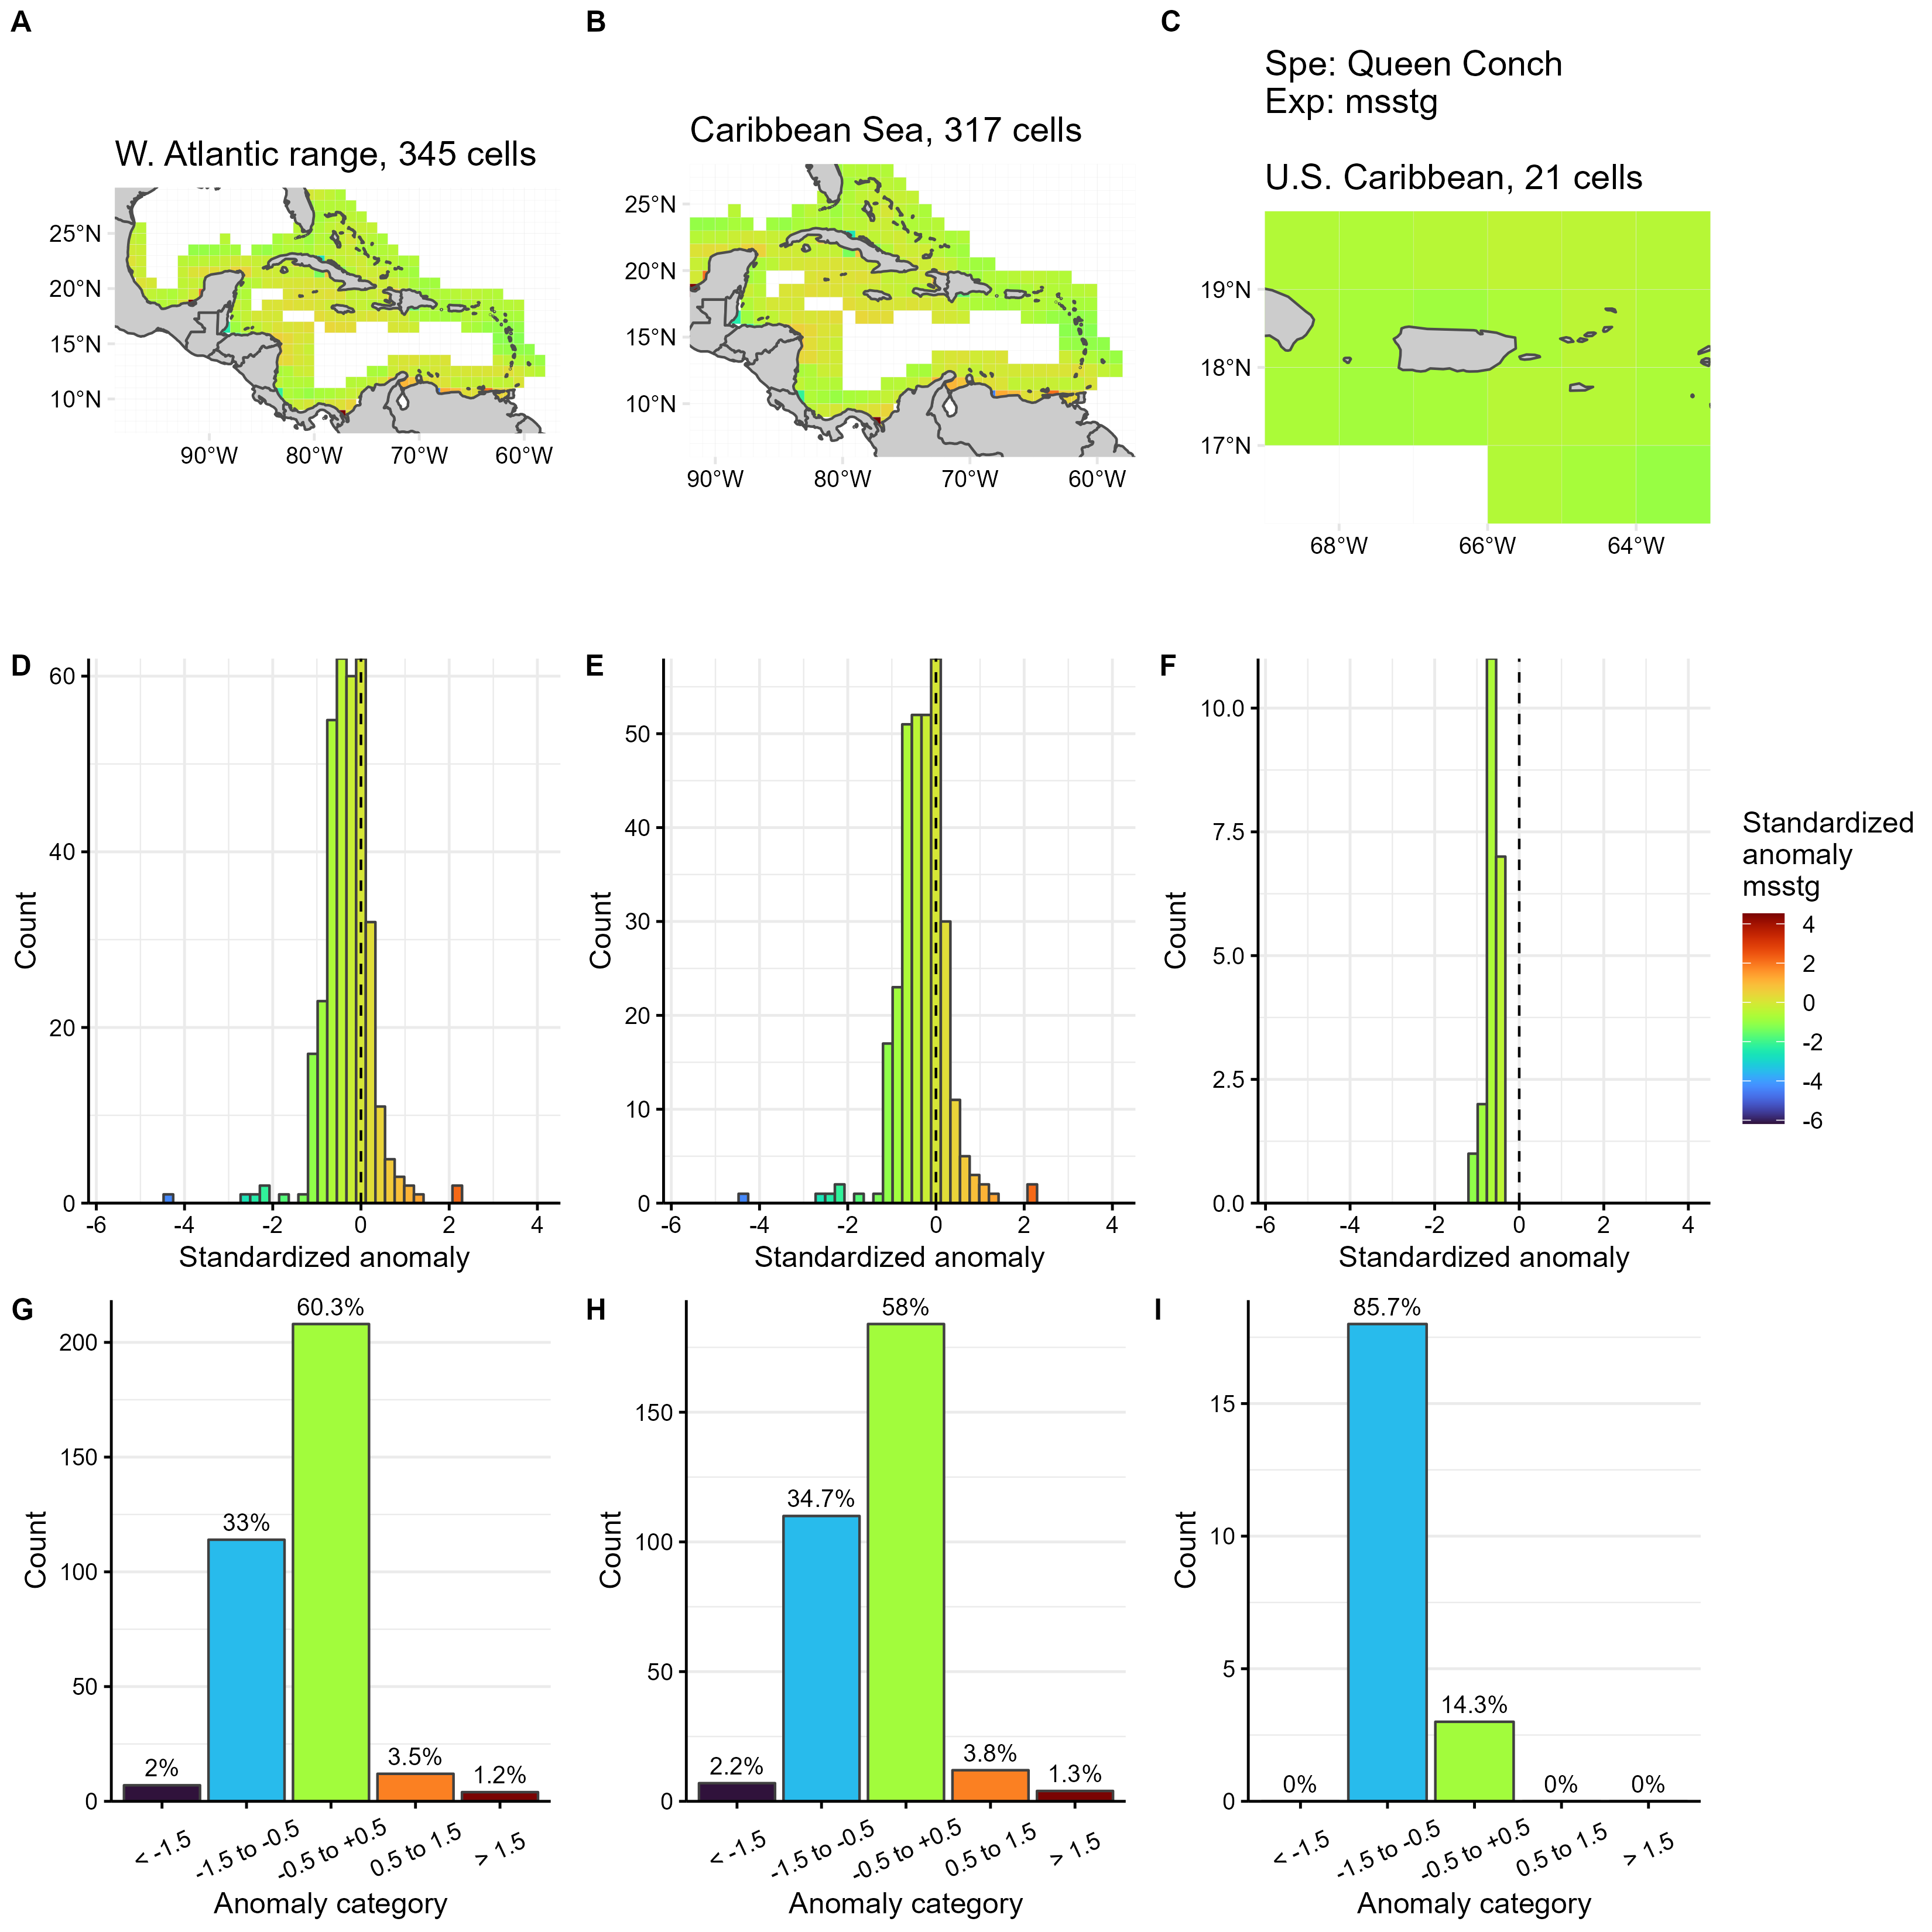 A
B
C
Spe: Queen Conch
Exp: msstg
W. Atlantic range, 345 cells
Caribbean Sea, 317 cells
U.S. Caribbean, 21 cells
25°N
20°N
15°N
10°N
90°W
80°W
70°W
60°W
25°N
20°N
15°N
10°N
90°W
80°W
70°W
60°W
19°N
18°N
17°N
68°W
66°W
64°W
D
60
40
20
0
Count
-6
-4
-2
0
2
4
Standardized anomaly
E
50
40
30
20
10
0
Count
-6
-4
-2
0
2
4
Standardized anomaly
F
10.0
7.5
5.0
2.5
0.0
Count
-6
-4
-2
0
2
4
Standardized anomaly
Standardized
anomaly
msstg
4
2
0
-2
-4
-6
G
200
150
100
50
0
Count
2%
33%
60.3%
3.5%
1.2%
< -1.5
-1.5 to -0.5
-0.5 to +0.5
0.5 to 1.5
> 1.5
Anomaly category
H
150
100
50
0
Count
2.2%
34.7%
58%
3.8%
1.3%
< -1.5
-1.5 to -0.5
-0.5 to +0.5
0.5 to 1.5
> 1.5
Anomaly category
I
15
10
5
0
Count
0%
85.7%
14.3%
0%
0%
< -1.5
-1.5 to -0.5
-0.5 to +0.5
0.5 to 1.5
> 1.5
Anomaly category